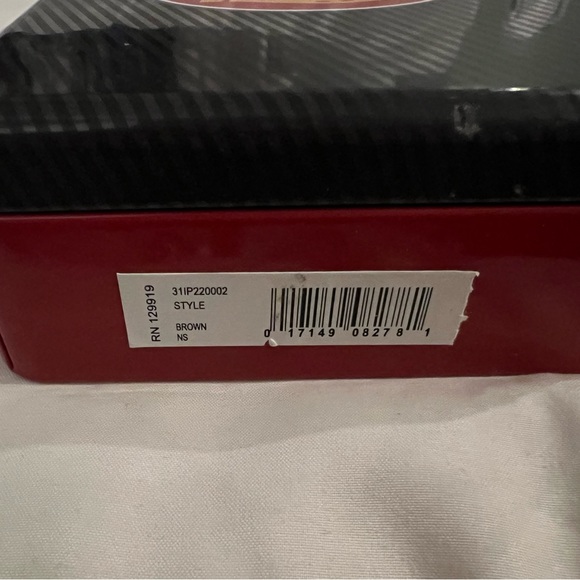 RN 129919
31IP220002
STYLE
BROWN
NS
0 17149 08278 1